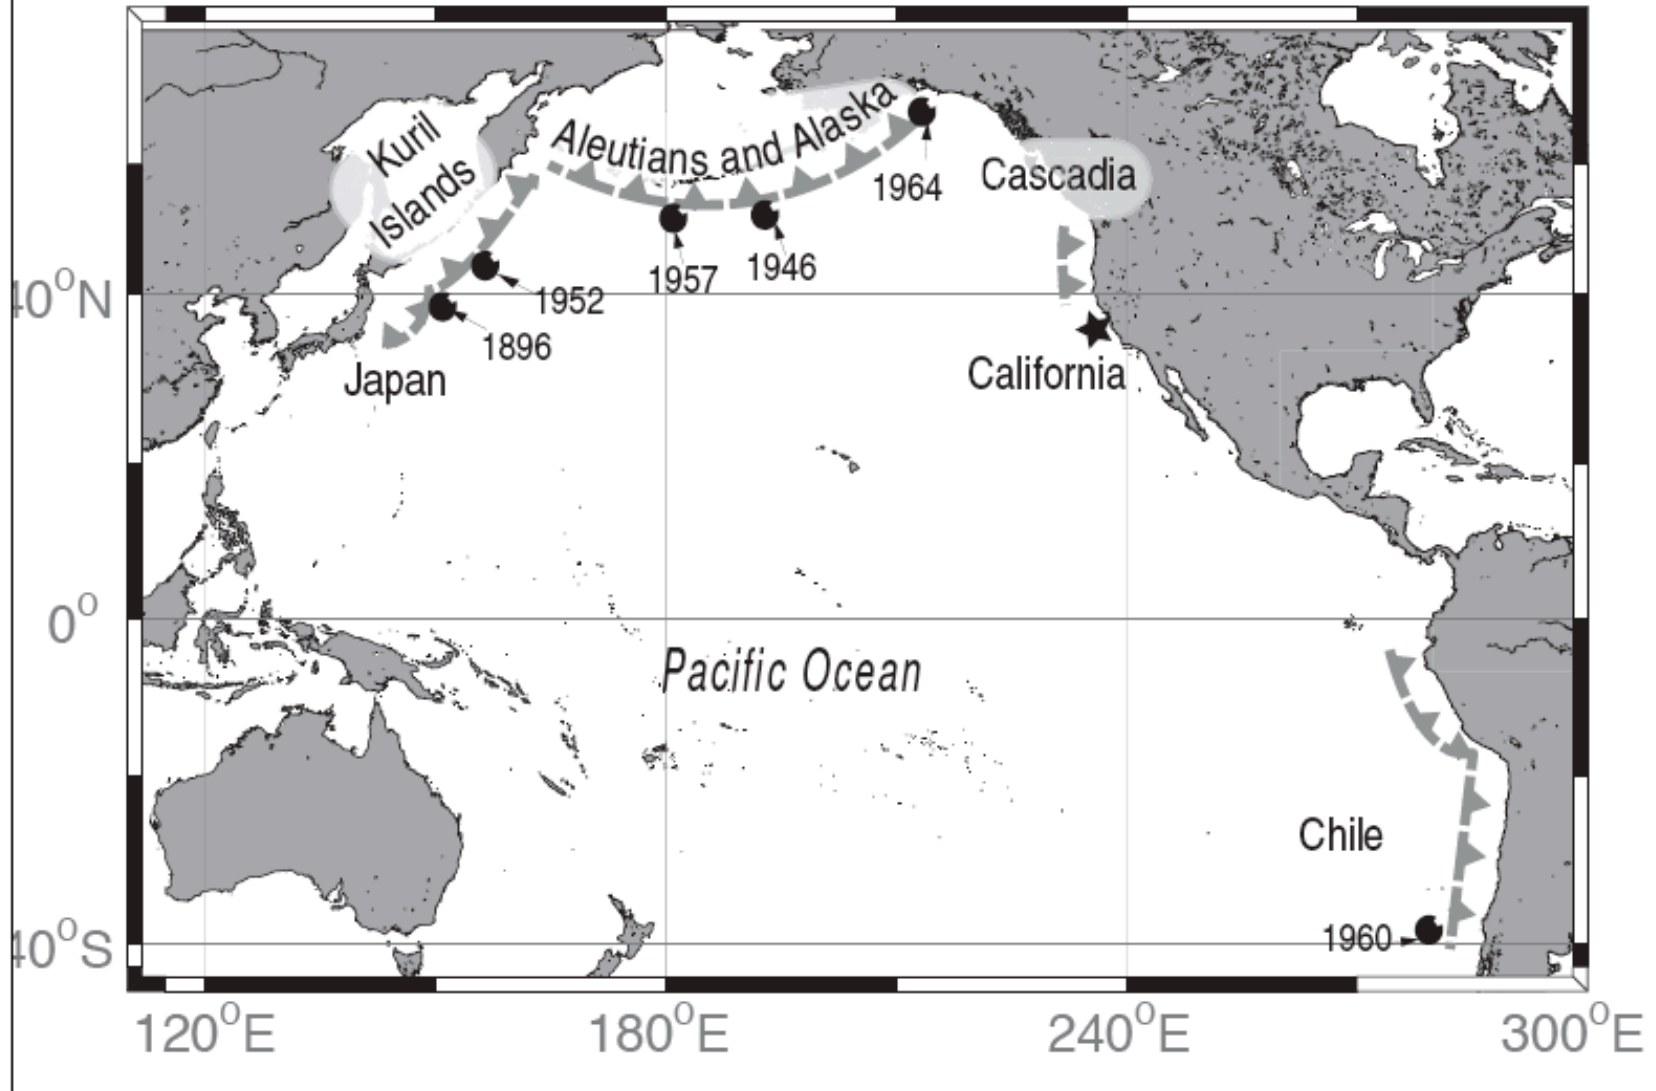 Kuril
Islands
Aleutians and Alaska
1964
Cascadia
1957
1946
1952
1896
Japan
California
40°N
0°
Pacific Ocean
Chile
1960
40°S
120°E
180°E
240°E
300°E